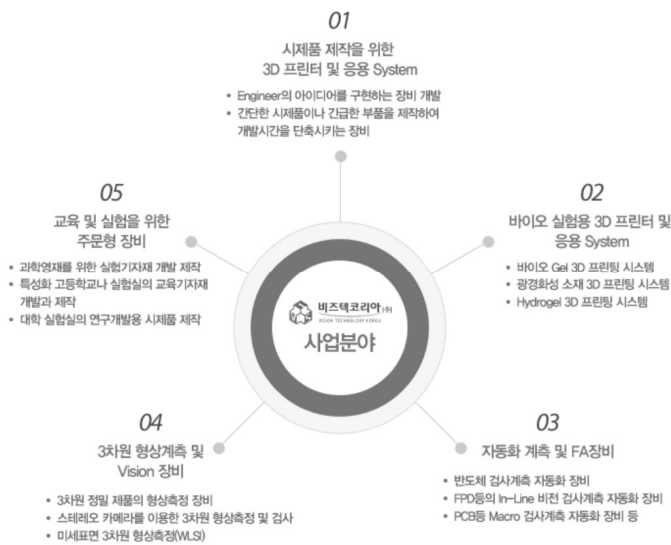 01
시제품 제작을 위한
3D 프린터 및 응용 System
• Engineer의 아이디어를 구현하는 장비 개발
• 간단한 시제품이나 긴급한 부품을 제작하여
개발시간을 단축시키는 장비
02
바이오 실험용 3D 프린터 및
응용 System
• 바이오 Gel 3D 프린팅 시스템
• 광경화성 소재 3D 프린팅 시스템
• Hydrogel 3D 프린팅 시스템
03
자동화 계측 및 FA장비
• 반도체 검사계측 자동화 장비
• FPD등의 In-Line 비전 검사계측 자동화 장비
• PCB등 Macro 검사계측 자동화 장비 등
04
3차원 형상계측 및
Vision 장비
• 3차원 정밀 제품의 형상측정 장비
• 스테레오 카메라를 이용한 3차원 형상측정 및 검사
• 미세표면 3차원 형상측정(WLSI)
05
교육 및 실험을 위한
주문형 장비
• 과학영재를 위한 실험기자재 개발 제작
• 특성화 고등학교나 실험실의 교육기자재
개발과 제작
• 대학 실험실의 연구개발용 시제품 제작
비즈텍코리아(주)
VISION TECHNOLOGY KOREA
사업분야